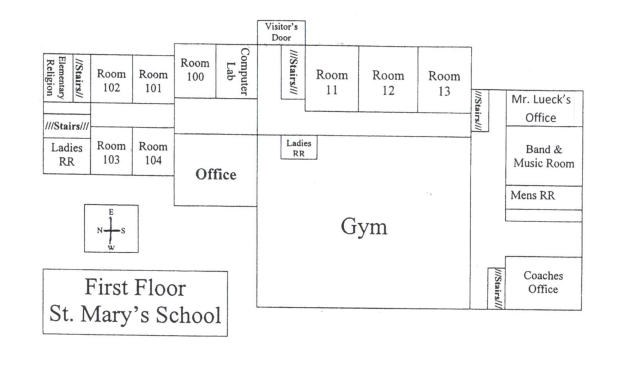 Visitor's
Door
Elementary
Religion
///Stairs//
Room
102
Room
101
Room
100
Computer
Lab
///Stairs///
Room
11
Room
12
Room
13
///Stairs///
Mr. Lueck's
Office
///Stairs///
Ladies
RR
Room
103
Room
104
Office
Ladies
RR
Band &
Music Room
Mens RR
Gym
E
N
S
W
///Stairs///
Coaches
Office
First Floor
St. Mary's School